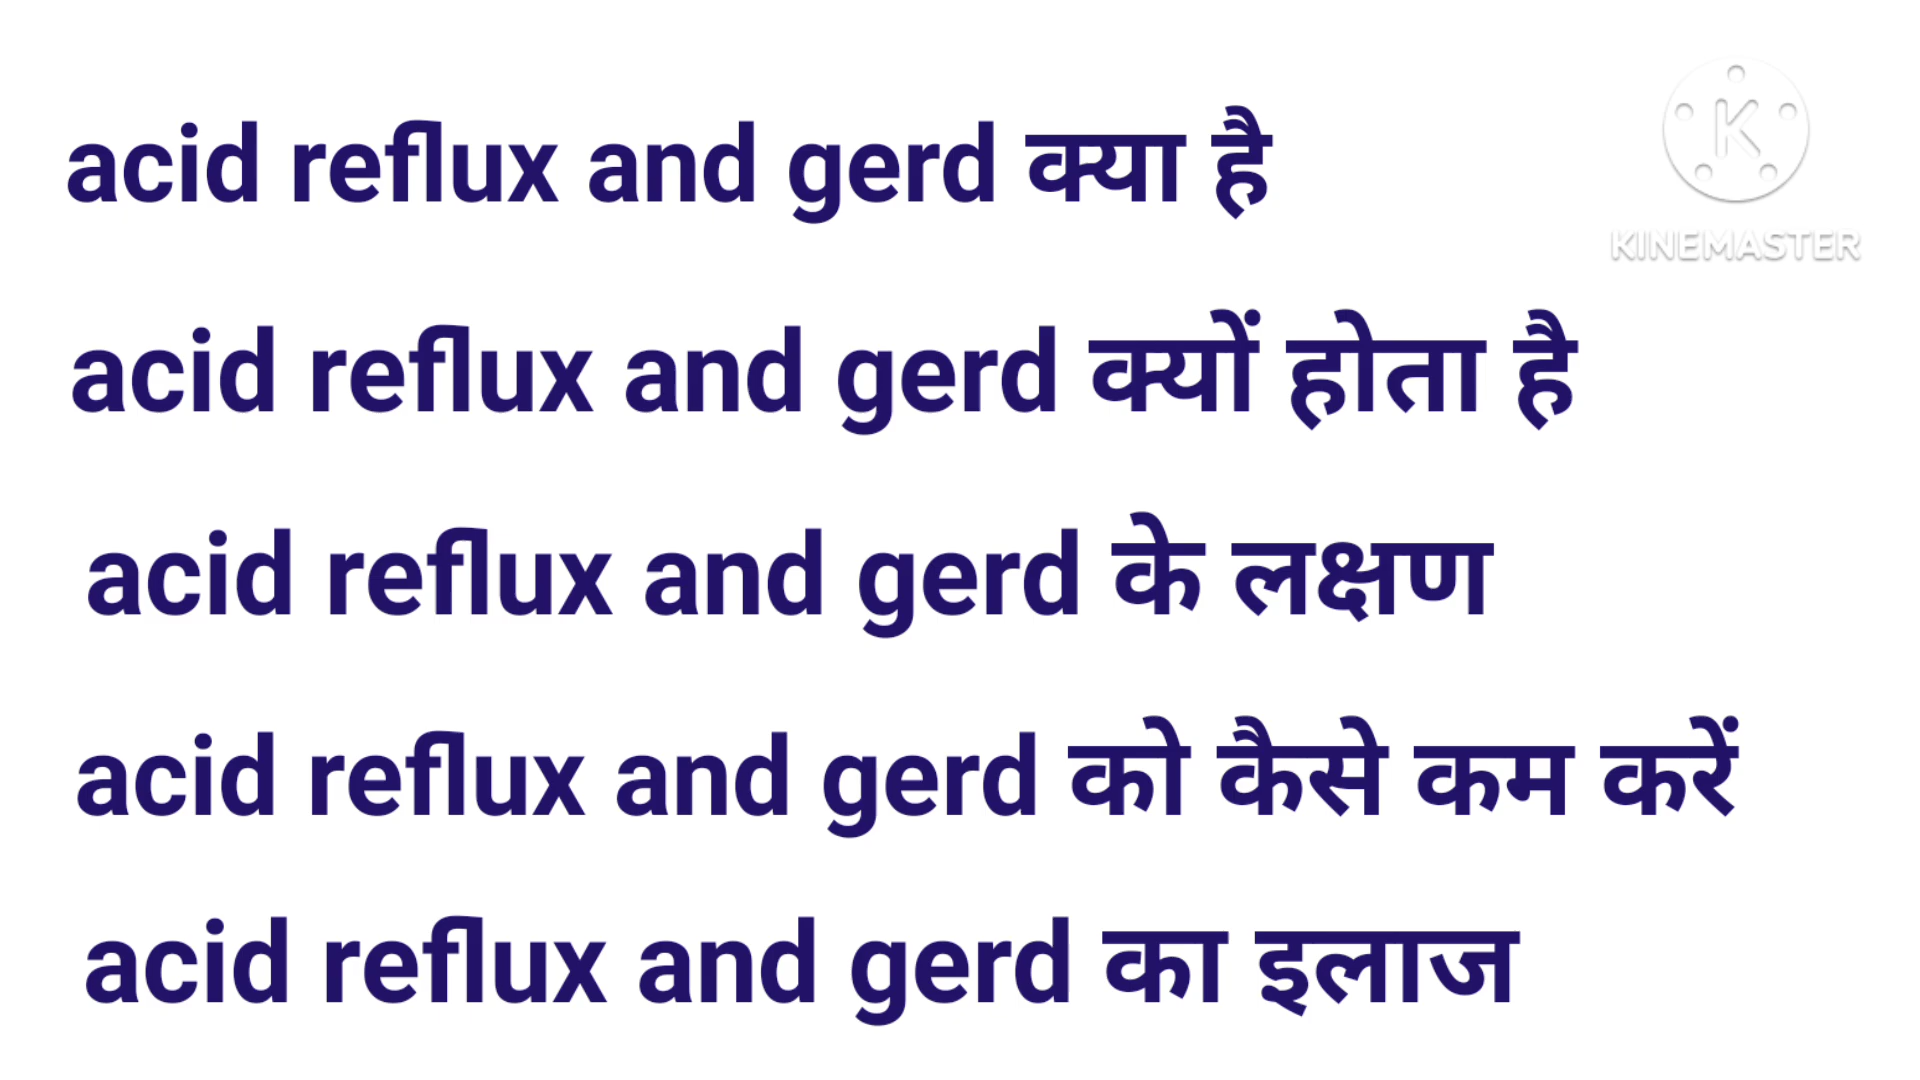 acid reflux and gerd क्या है
KINEMASTER
acid reflux and gerd क्यों होता है
acid reflux and gerd के लक्षण
acid reflux and gerd को कैसे कम करें
acid reflux and gerd का इलाज